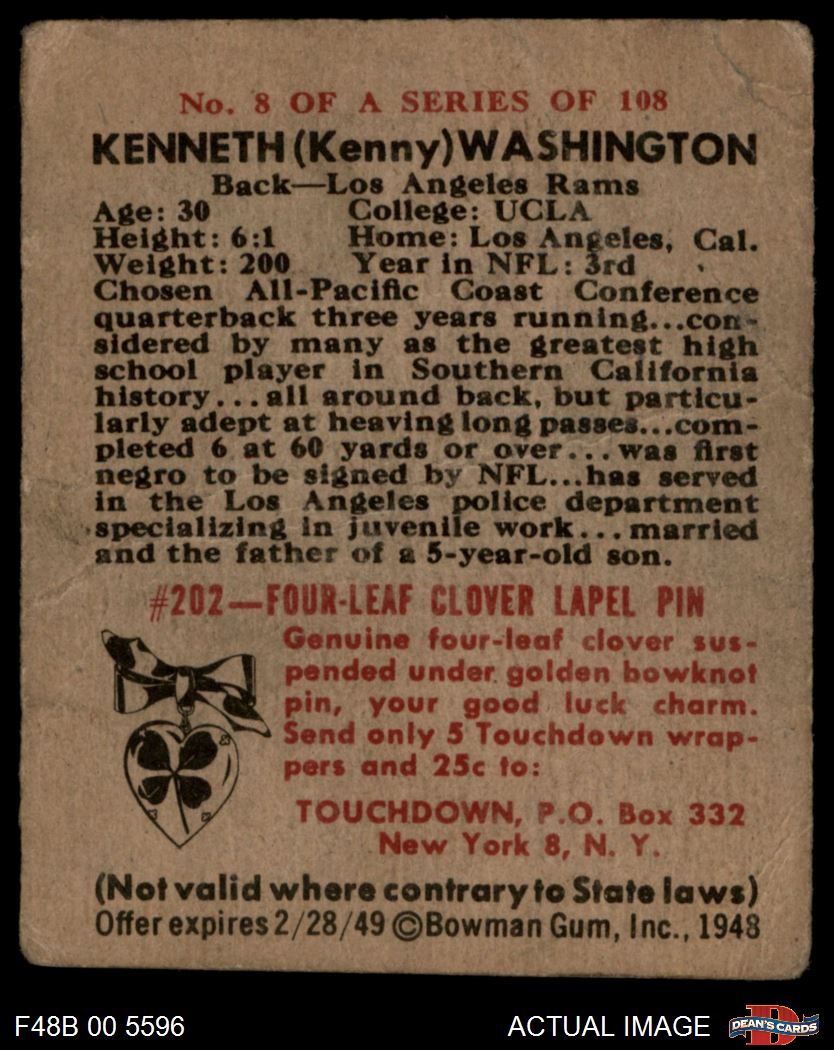 No. 8 OF A SERIES OF 108
KENNETH (Kenny) WASHINGTON
Back—Los Angeles Rams
Age: 30 College: UCLA
Height: 6:1 Home: Los Angeles, Cal.
Weight: 200 Year in NFL: 3rd
Chosen All-Pacific Coast Conference
quarterback three years running...con-
sidered by many as the greatest high
school player in Southern California
history...all around back, but particu-
larly adept at heaving long passes...com-
pleted 6 at 60 yards or over...was first
negro to be signed by NFL...has served
in the Los Angeles police department
specializing in juvenile work...married
and the father of a 5-year-old son.
#202—FOUR-LEAF CLOVER LAPEL PIN
Genuine four-leaf clover sus-
pended under golden bowknot
pin, your good luck charm.
Send only 5 Touchdown wrap-
pers and 25c to:
TOUCHDOWN, P.O. Box 332
New York 8, N. Y.
(Not valid where contrary to State laws)
Offer expires 2/28/49 ©Bowman Gum, Inc., 1948
F48B 00 5596 ACTUAL IMAGE
D
DEAN'S CARDS